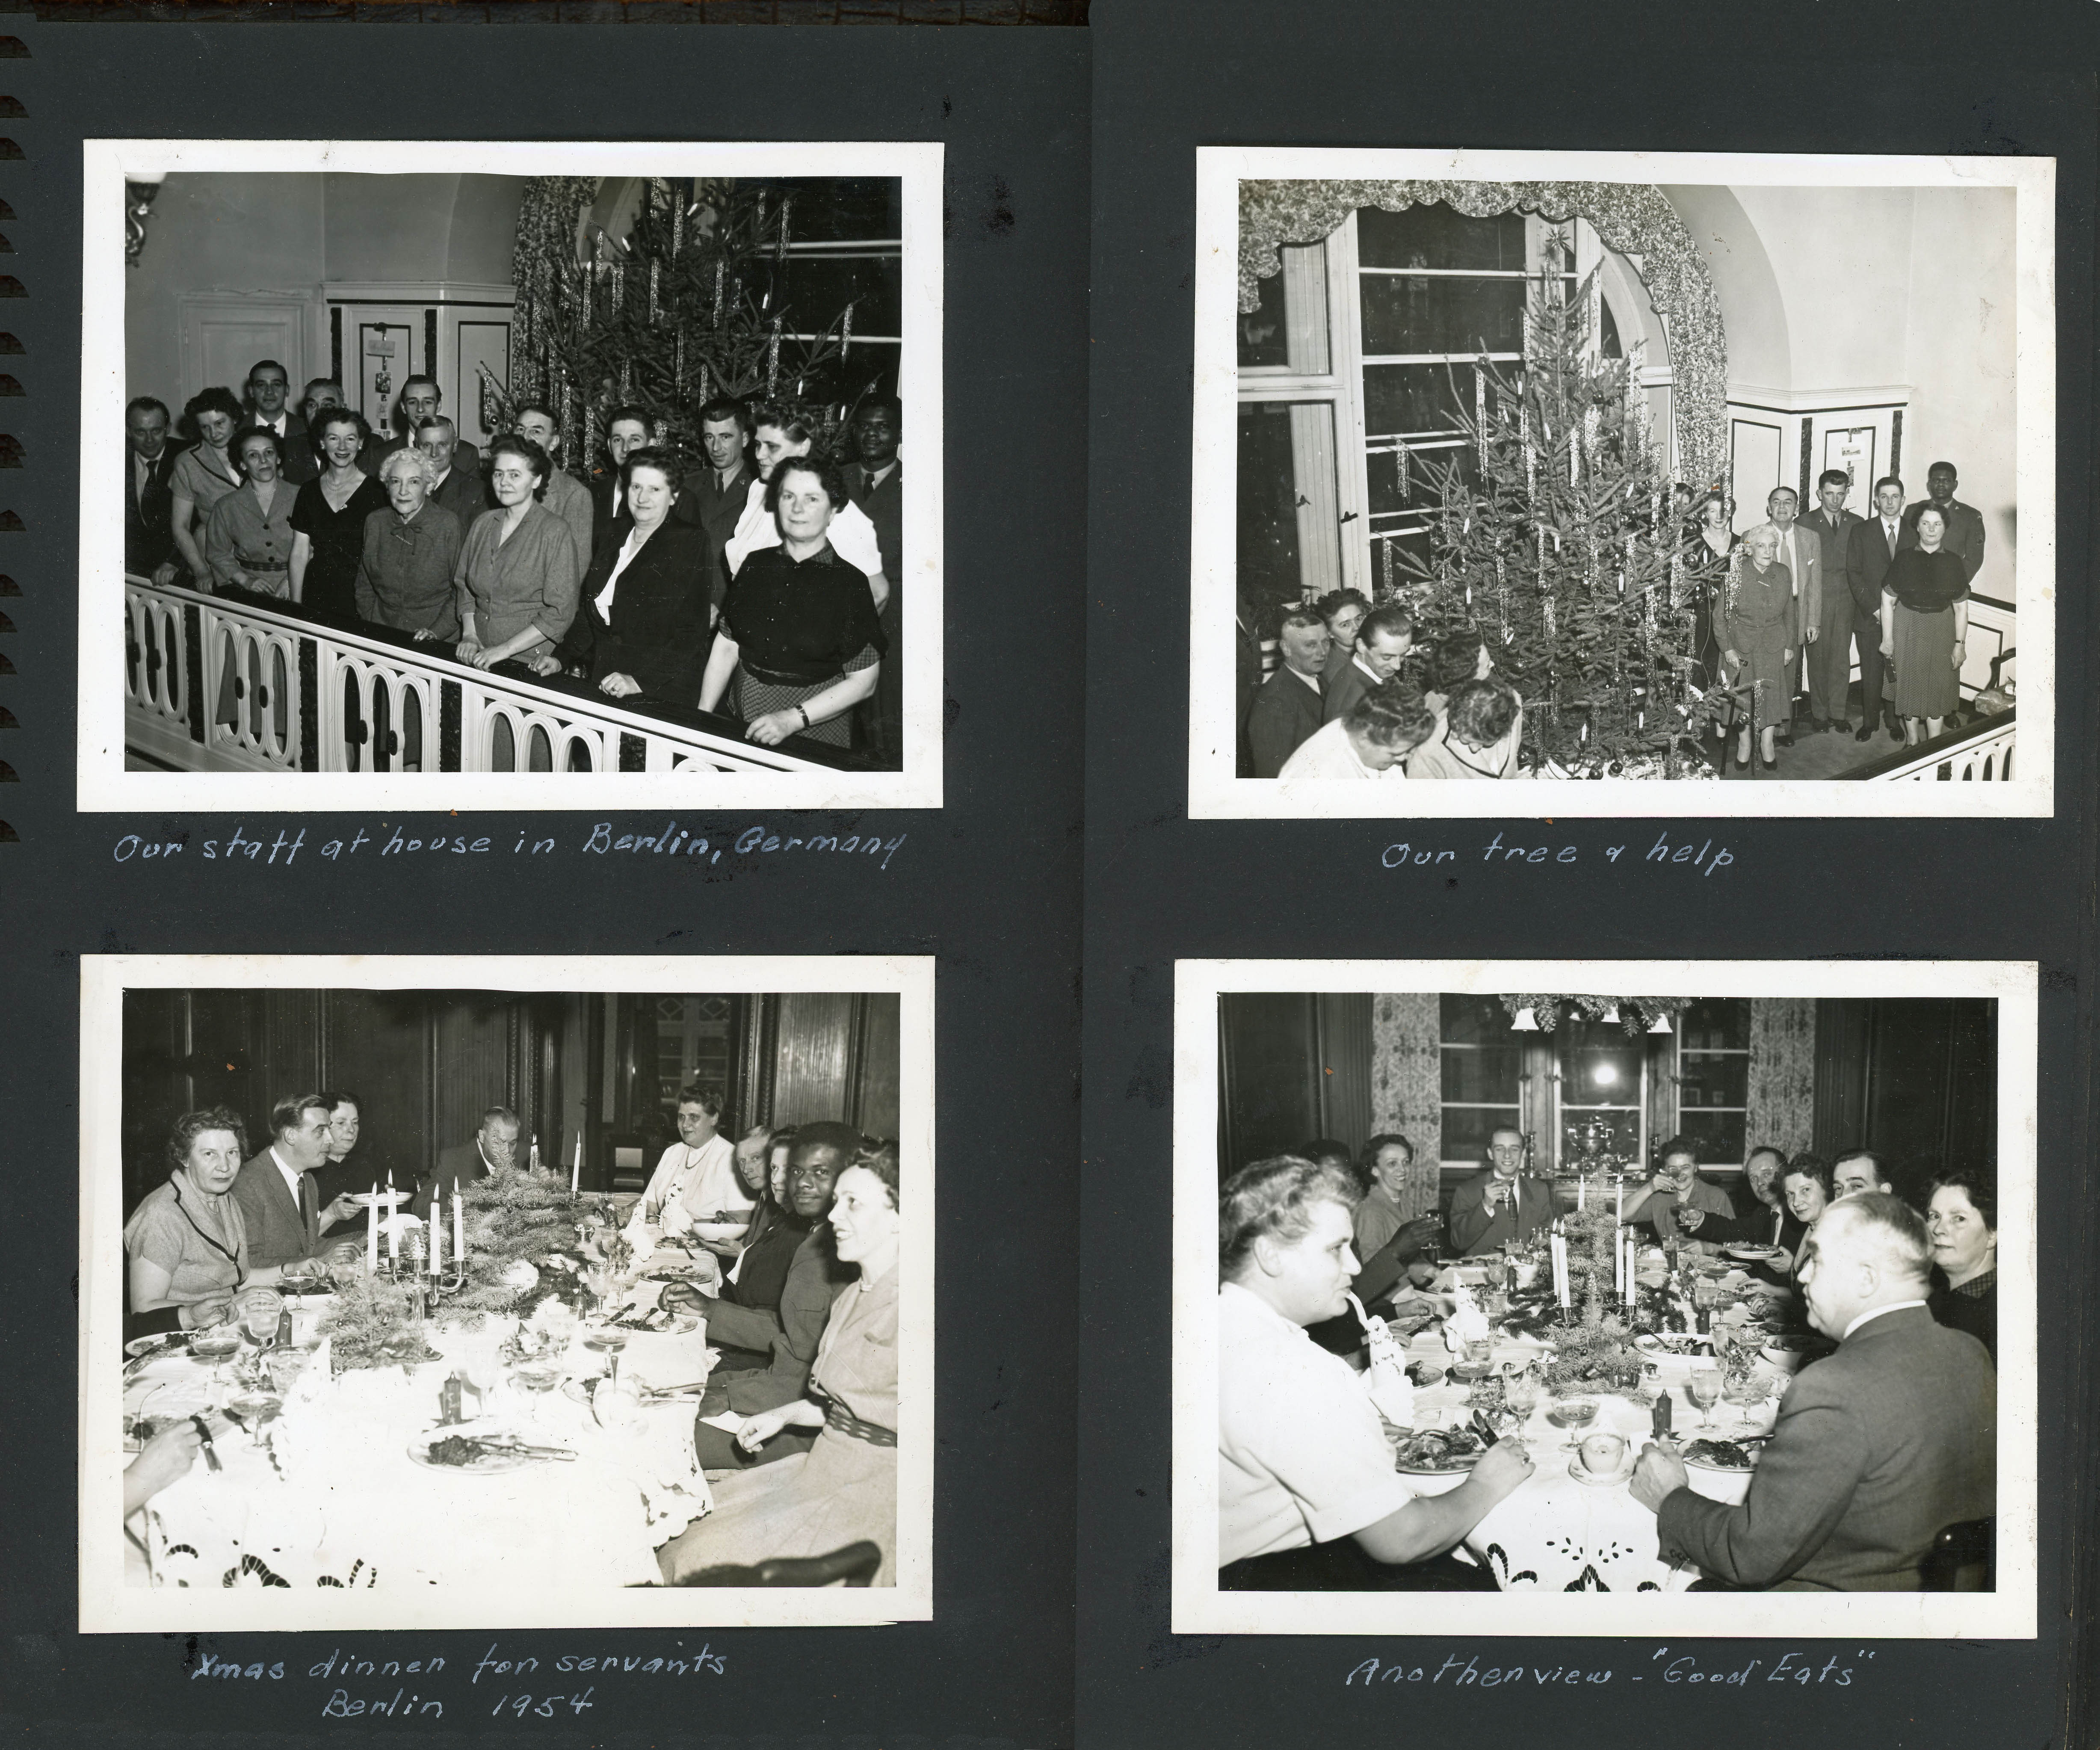 Our staff at house in Berlin, Germany
Our tree & help
Xmas dinner for servants
Berlin 1954
Another view - "Good Eats"